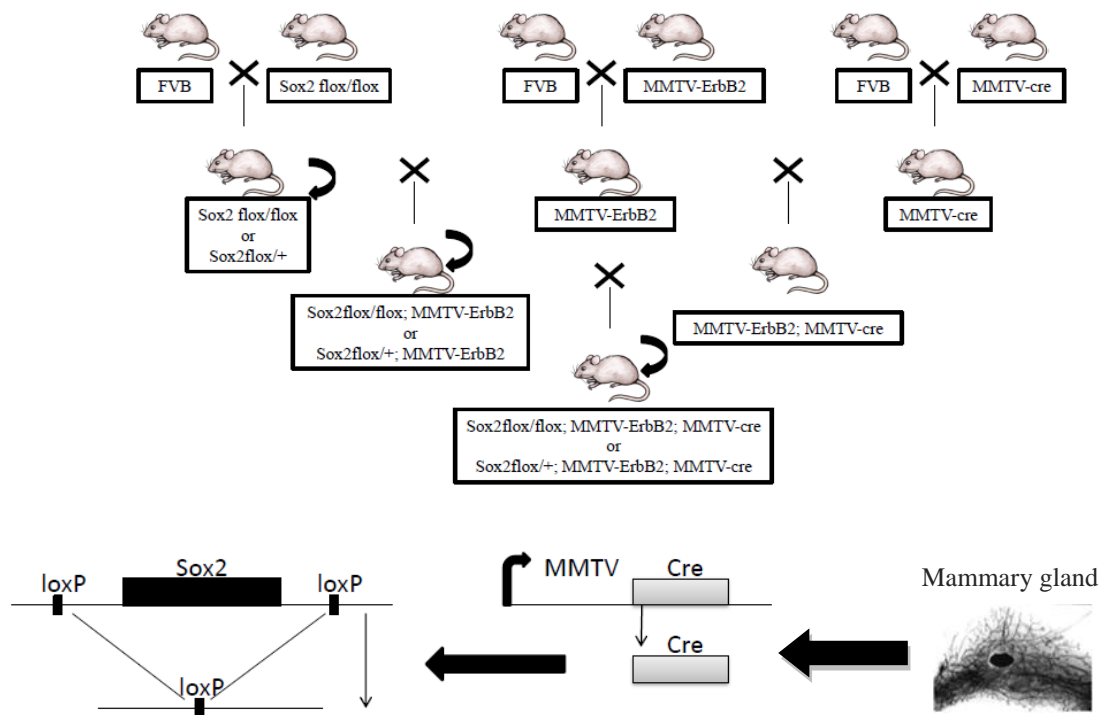 FVB
Sox2 flox/flox
FVB
MMTV-ErbB2
FVB
MMTV-cre
Sox2 flox/flox
or
Sox2flox/+
MMTV-ErbB2
MMTV-cre
Sox2flox/flox; MMTV-ErbB2
or
Sox2flox/+; MMTV-ErbB2
MMTV-ErbB2; MMTV-cre
Sox2flox/flox; MMTV-ErbB2; MMTV-cre
or
Sox2flox/+; MMTV-ErbB2; MMTV-cre
loxP
Sox2
loxP
loxP
MMTV
Cre
Cre
Mammary gland